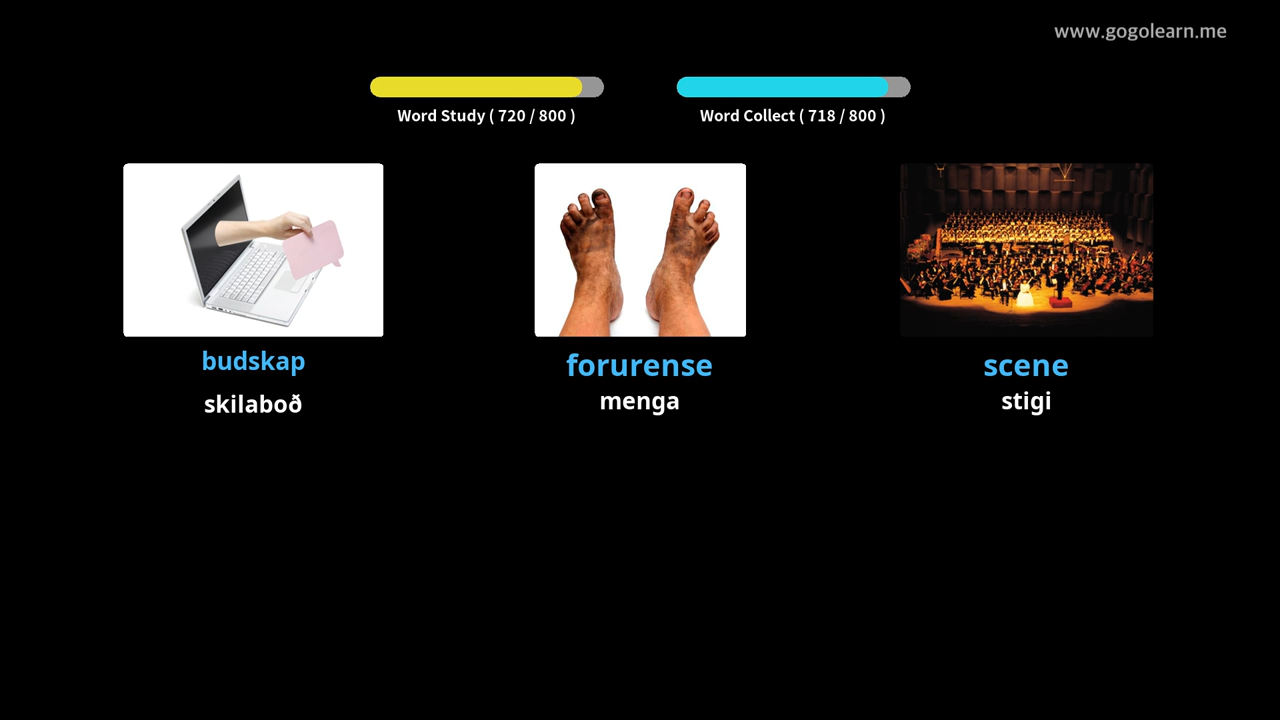 www.gogolearn.me
Word Study ( 720 / 800 )
Word Collect ( 718 / 800 )
budskap
skilaboð
forurense
menga
scene
stigi